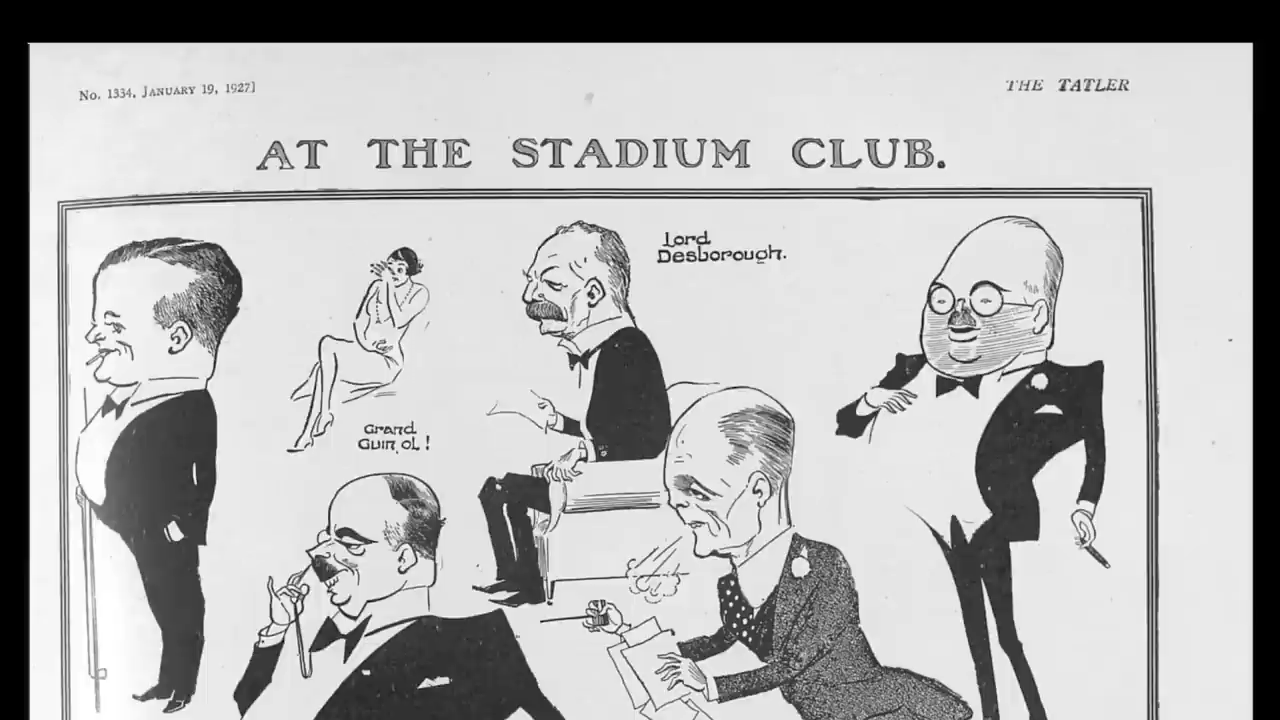 No. 1334, JANUARY 19, 1927]
THE TATLER
AT THE STADIUM CLUB.
Lord
Desborough.
Grand
Guin,ol!